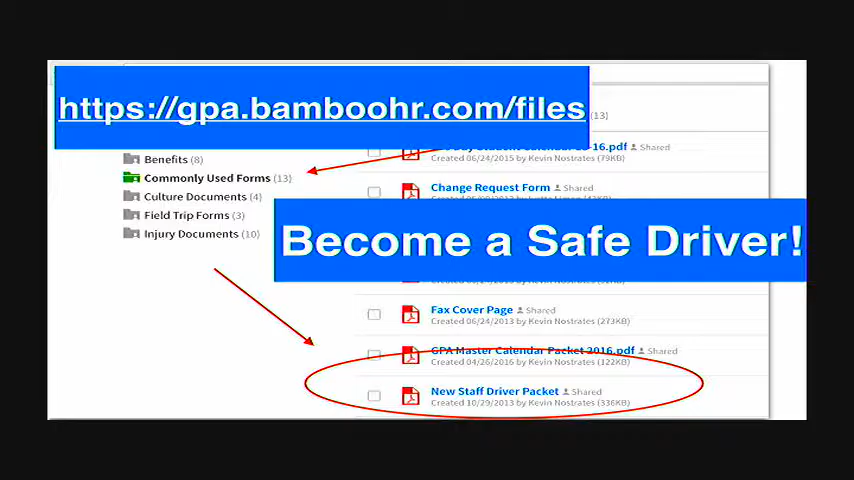 https://gpa.bamboohr.com/files
(13)
16.pdf Shared
Created 06/24/2015 by Kevin Nostrates (79KB)
Benefits (8)
Commonly Used Forms (13)
Culture Documents (4)
Field Trip Forms (3)
Injury Documents (10)
Change Request Form Shared
Become a Safe Driver!
Fax Cover Page Shared
Created 06/24/2013 by Kevin Nostrates (273KB)
GPA Master Calendar Packet 2016.pdf Shared
Created 04/26/2016 by Kevin Nostrates (122KB)
New Staff Driver Packet Shared
Created 10/29/2013 by Kevin Nostrates (336KB)